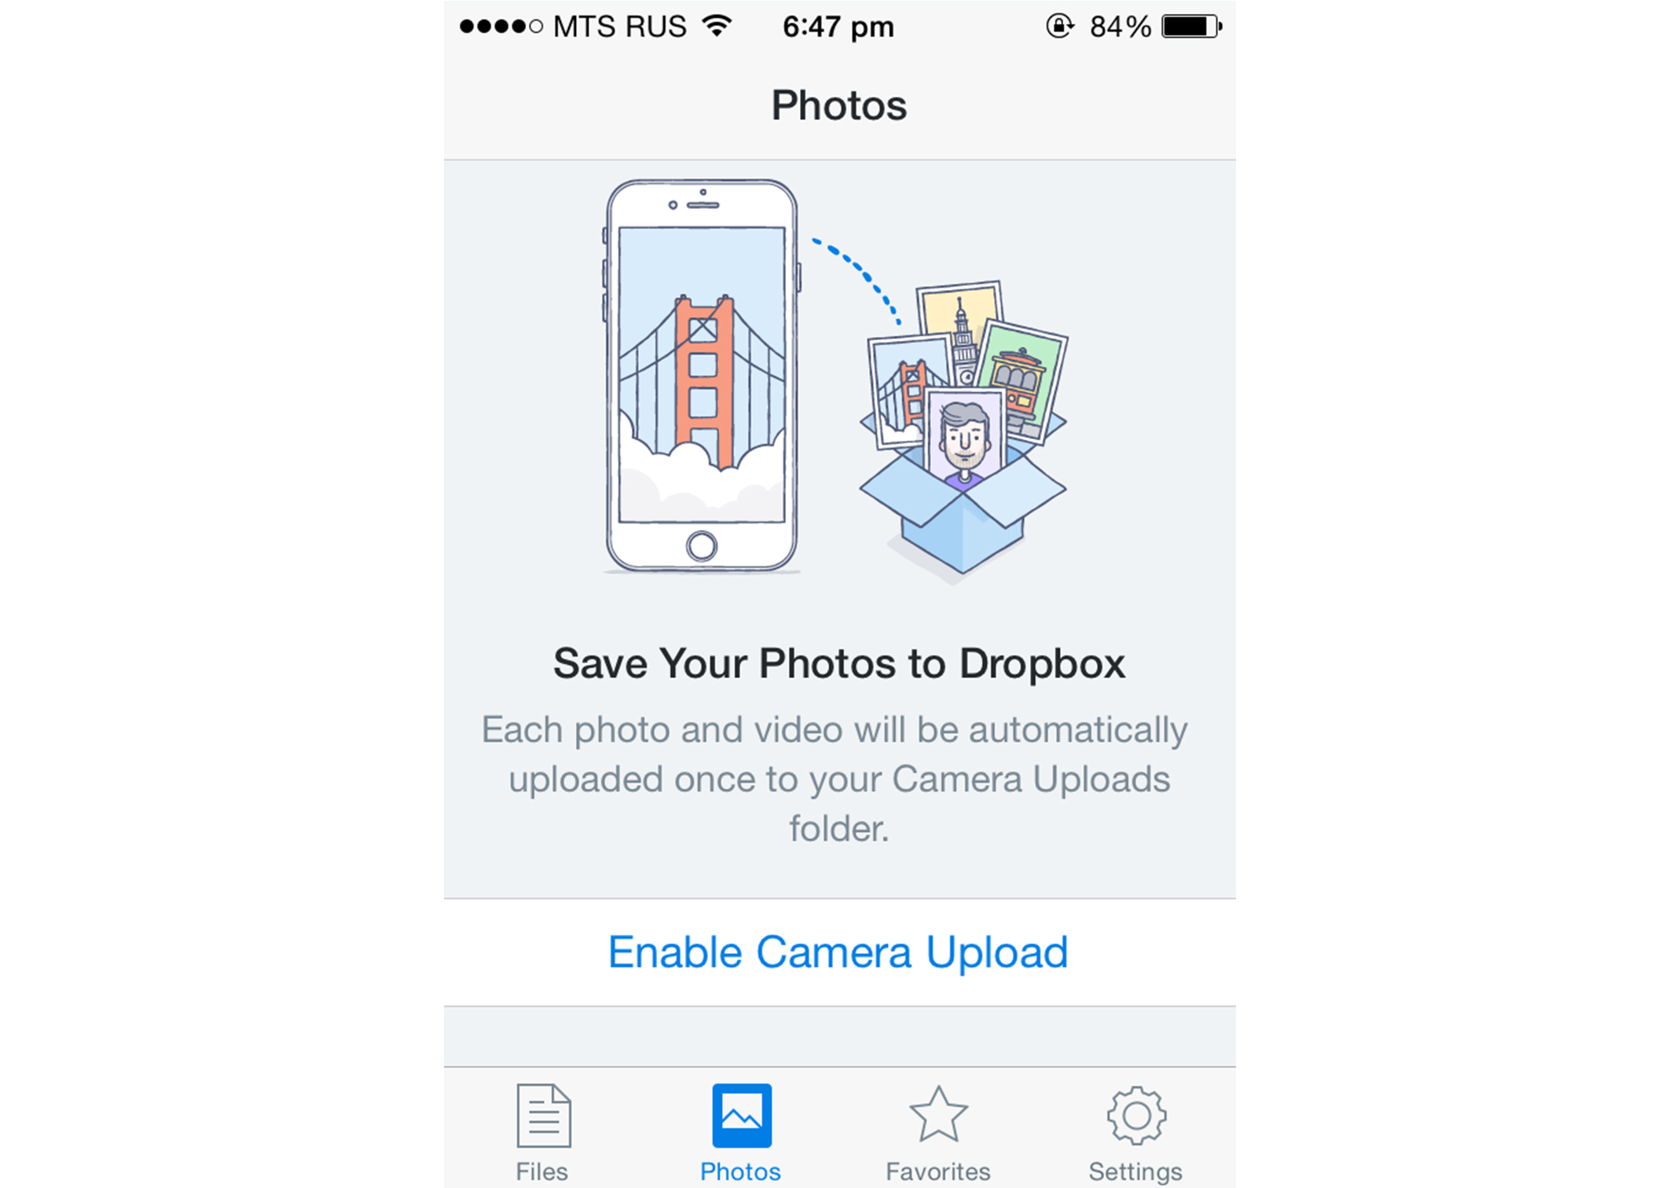 MTS RUS 6:47 pm 84%
Photos
Save Your Photos to Dropbox
Each photo and video will be automatically
uploaded once to your Camera Uploads
folder.
Enable Camera Upload
Files Photos Favorites Settings